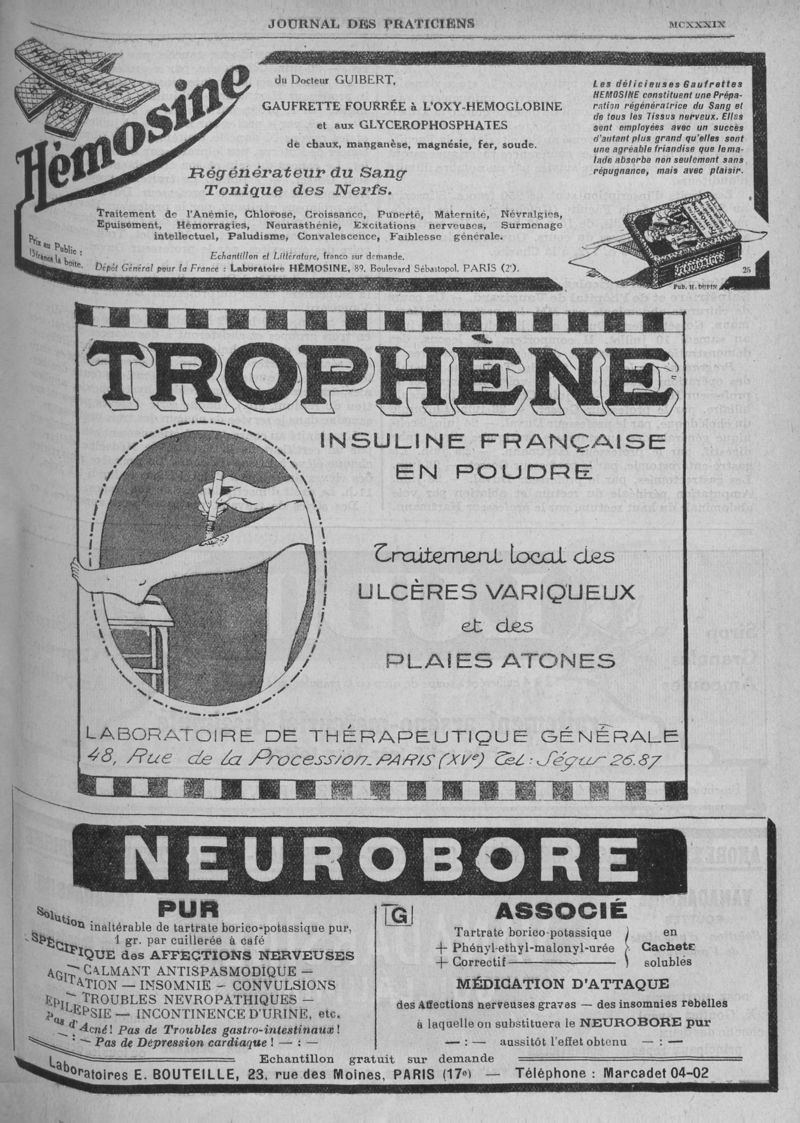 JOURNAL DES PRATICIENS
MCXXXIX
HÉMOSINE
Hémosine
du Docteur GUIBERT,
GAUFRETTE FOURRÉE à L'OXY-HEMOGLOBINE
et aux GLYCEROPHOSPHATES
de chaux, manganèse, magnésie, fer, soude.
Régénérateur du Sang
Tonique des Nerfs.
Les délicieuses Gaufrettes
HEMOSINE constituent une Prépa-
ration régénératrice du Sang et
de tous les Tissus nerveux. Elles
sont employées avec un succès
d'autant plus grand qu'elles sont
une agréable friandise que le ma-
lade absorbe non seulement sans
répugnance, mais avec plaisir.
Traitement de l'Anémie, Chlorose, Croissance, Puberté, Maternité, Névralgies,
Epuisement, Hémorragies, Neurasthénie, Excitations nerveuses, Surmenage
intellectuel, Paludisme, Convalescence, Faiblesse générale.
Prix au Public :
15 francs la boîte.
Echantillon et Littérature, franco sur demande.
Dépôt Général pour la France : Laboratoire HÉMOSINE, 89, Boulevard Sébastopol, PARIS (2e).
25
Pub. H. DUPIN
TROPHÈNE
INSULINE FRANÇAISE
EN POUDRE
Traitement local des
ULCÈRES VARIQUEUX
et des
PLAIES ATONES
LABORATOIRE DE THÉRAPEUTIQUE GÉNÉRALE
48, Rue de la Procession_PARIS (XVe) Tel : Ségur 26.87
NEUROBORE
PUR
Solution inaltérable de tartrate borico-potassique pur,
1 gr. par cuillerée à café
SPÉCIFIQUE des AFFECTIONS NERVEUSES
— CALMANT ANTISPASMODIQUE —
AGITATION — INSOMNIE — CONVULSIONS
— TROUBLES NEVROPATHIQUES —
EPILEPSIE — INCONTINENCE D'URINE, etc.
Pas d'Acné! Pas de Troubles gastro-intestinaux!
— : — Pas de Dépression cardiaque ! — : —
G
ASSOCIÉ
Tartrate borico-potassique
+ Phényl-ethyl-malonyl-urée
+ Correctif
en
Cachets
solubles
MÉDICATION D'ATTAQUE
des Affections nerveuses graves — des insomnies rebelles
à laquelle on substituera le NEUROBORE pur
— : — aussitôt l'effet obtenu — : —
Echantillon gratuit sur demande
Laboratoires E. BOUTEILLE, 23, rue des Moines, PARIS (17e) — Téléphone : Marcadet 04-02